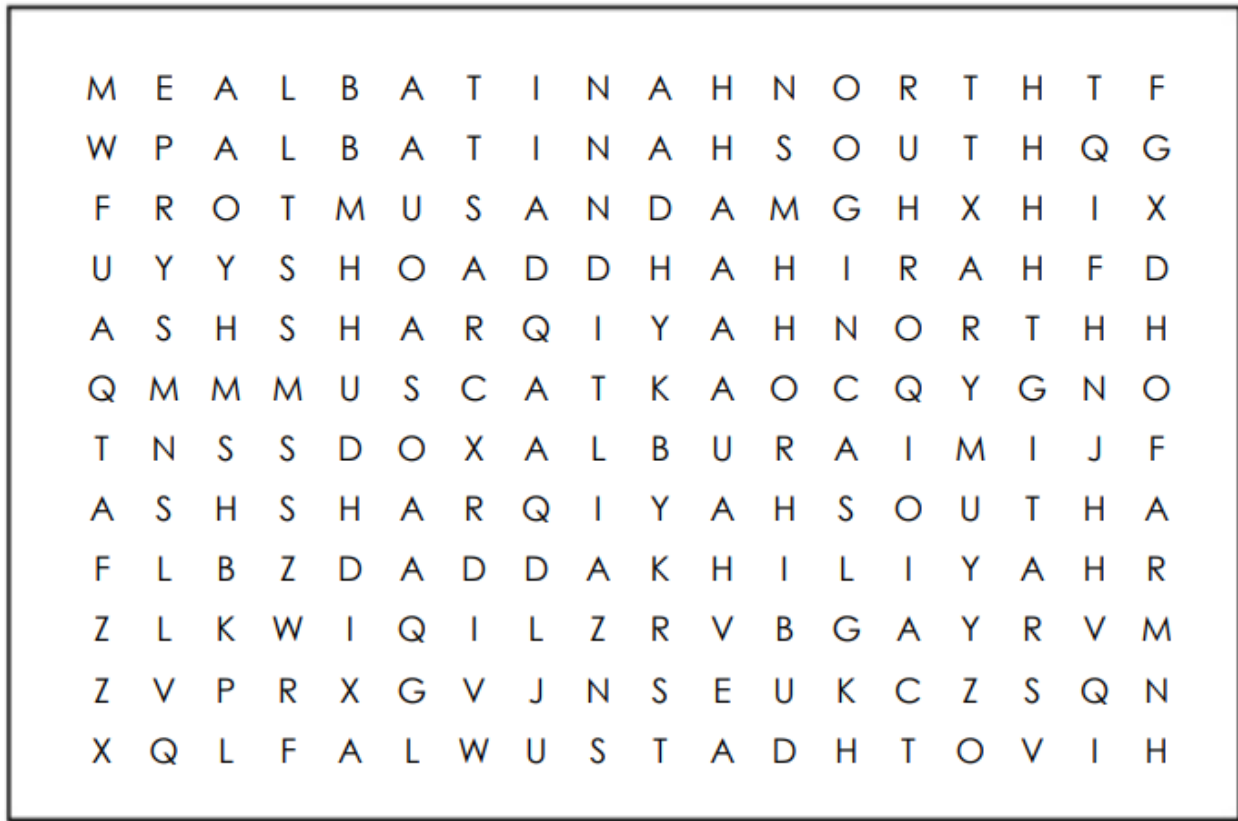 M E A L B A T I N A H N O R T H T F
W P A L B A T I N A H S O U T H Q G
F R O T M U S A N D A M G H X H I X
U Y Y S H O A D D H A H I R A H F D
A S H S H A R Q I Y A H N O R T H H
Q M M M U S C A T K A O C Q Y G N O
T N S S D O X A L B U R A I M I J F
A S H S H A R Q I Y A H S O U T H A
F L B Z D A D D A K H I L I Y A H R
Z L K W I Q I L Z R V B G A Y R V M
Z V P R X G V J N S E U K C Z S Q N
X Q L F A L W U S T A D H T O V I H